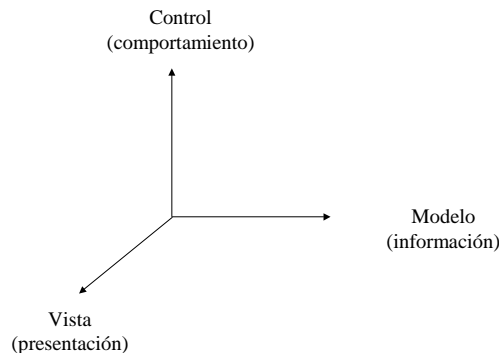 Control
(comportamiento)
Modelo
(información)
Vista
(presentación)